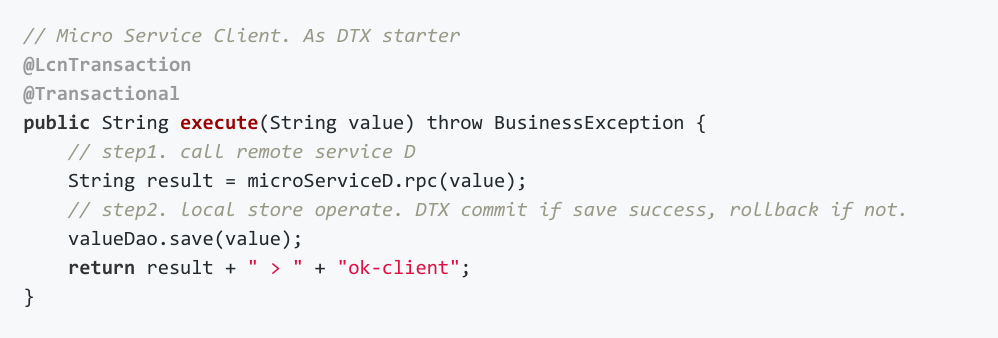 // Micro Service Client. As DTX starter
@LcnTransaction
@Transactional
public String execute(String value) throw BusinessException {
    // step1. call remote service D
    String result = microServiceD.rpc(value);
    // step2. local store operate. DTX commit if save success, rollback if not.
    valueDao.save(value);
    return result + " > " + "ok-client";
}